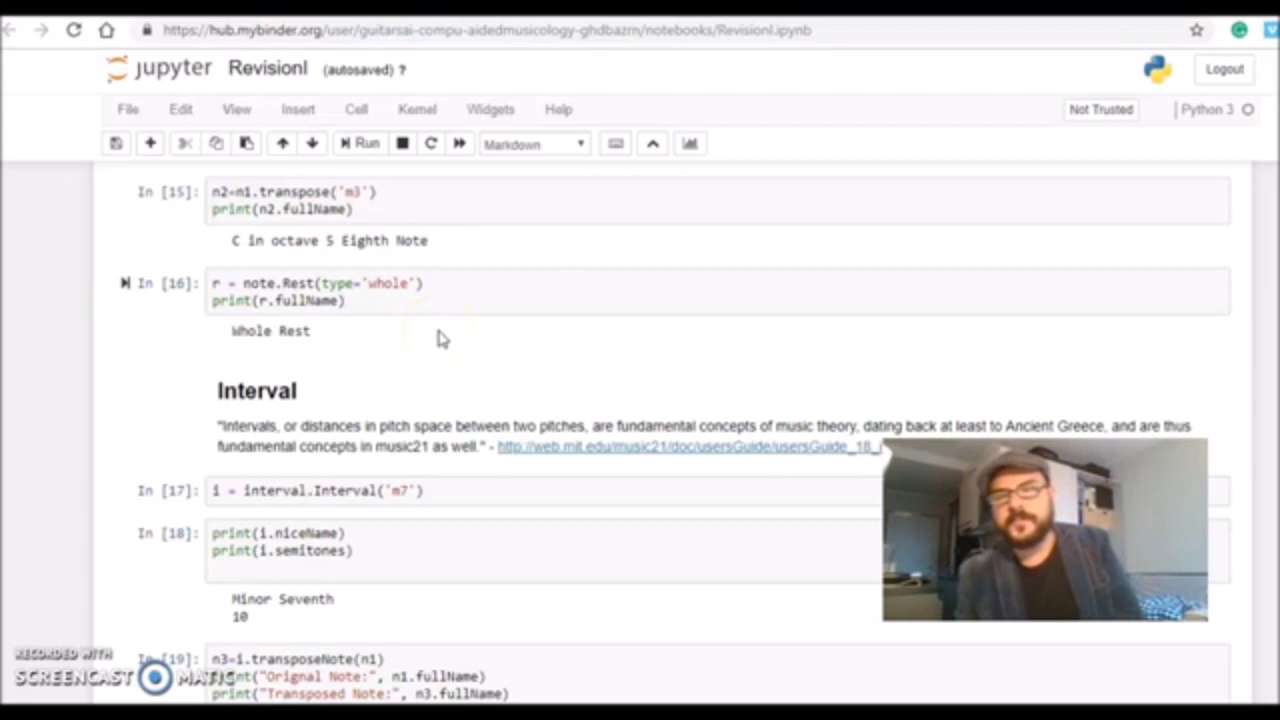 https://hub.mybinder.org/user/guitarsai-compu-aidedmusicology-ghdbazm/notebooks/RevisionI.ipynb
jupyter RevisionI (autosaved) ?
Logout
File Edit View Insert Cell Kernel Widgets Help
Not Trusted
Python 3
Run
Markdown
In [15]: n2=n1.transpose('m3')
print(n2.fullName)
C in octave 5 Eighth Note
In [16]: r = note.Rest(type='whole')
print(r.fullName)
Whole Rest
Interval
"Intervals, or distances in pitch space between two pitches, are fundamental concepts of music theory, dating back at least to Ancient Greece, and are thus
fundamental concepts in music21 as well." - http://web.mit.edu/music21/doc/usersGuide/usersGuide_18_
In [17]: i = interval.Interval('m7')
In [18]: print(i.niceName)
print(i.semitones)
Minor Seventh
10
In [19]: n3=i.transposeNote(n1)
print("Orignal Note:", n1.fullName)
print("Transposed Note:", n3.fullName)
RECORDED WITH
SCREENCAST MATIC